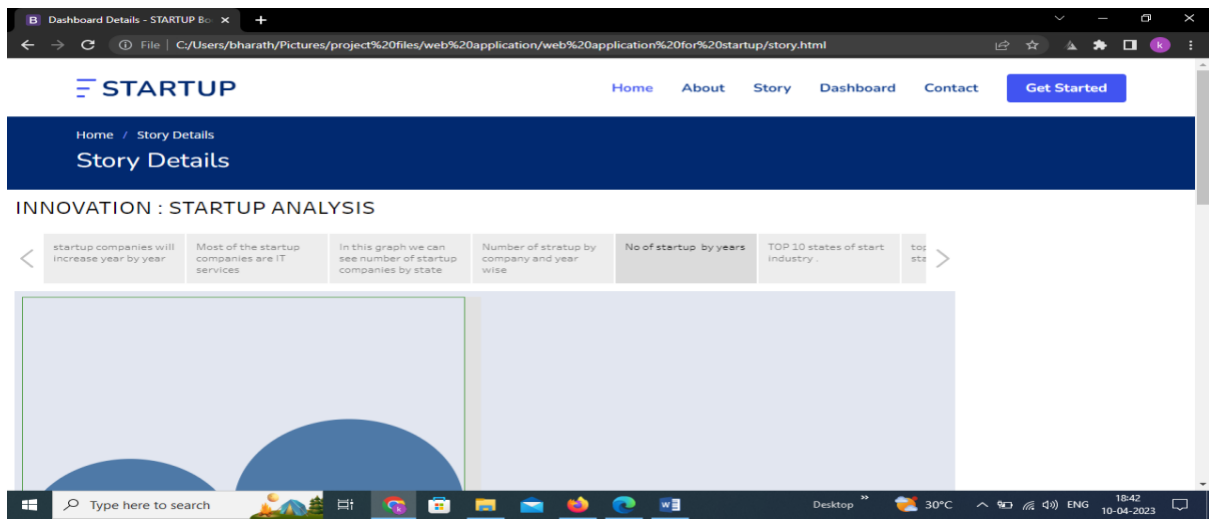 B Dashboard Details - STARTUP Bo
File | C:/Users/bharath/Pictures/project%20files/web%20application/web%20application%20for%20startup/story.html
k
STARTUP
Home About Story Dashboard Contact Get Started
Home / Story Details
Story Details
INNOVATION : STARTUP ANALYSIS
startup companies will
increase year by year
Most of the startup
companies are IT
services
In this graph we can
see number of startup
companies by state
Number of stratup by
company and year
wise
No of startup by years
TOP 10 states of start
industry .
Type here to search
Desktop
30°C
ENG
18:42
10-04-2023